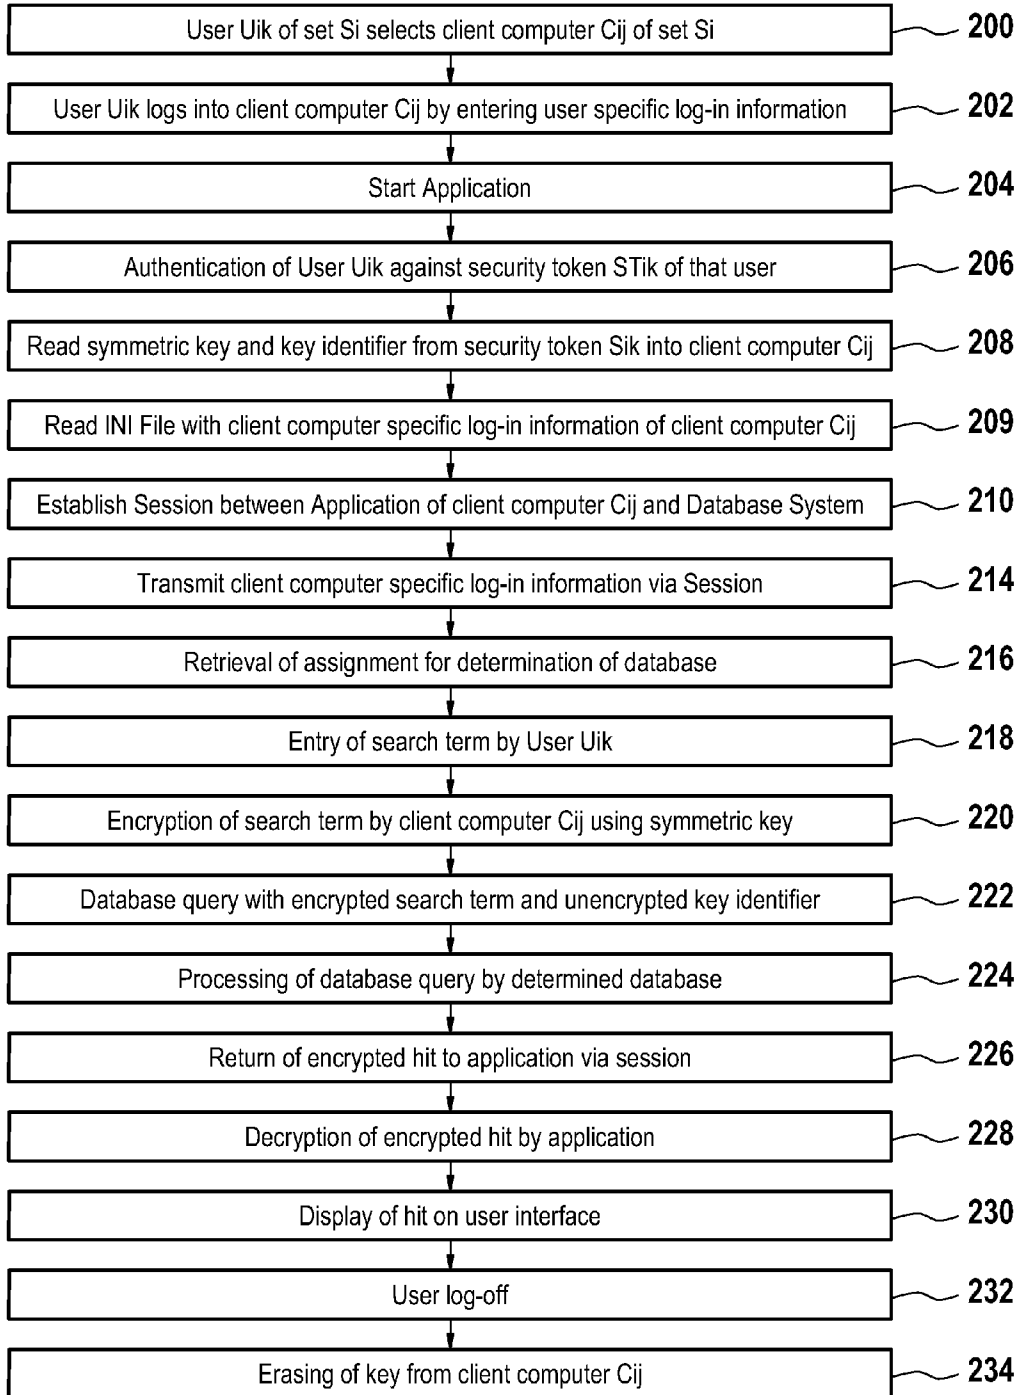 User Uik of set Si selects client computer Cij of set Si 200
User Uik logs into client computer Cij by entering user specific log-in information 202
Start Application 204
Authentication of User Uik against security token STik of that user 206
Read symmetric key and key identifier from security token Sik into client computer Cij 208
Read INI File with client computer specific log-in information of client computer Cij 209
Establish Session between Application of client computer Cij and Database System 210
Transmit client computer specific log-in information via Session 214
Retrieval of assignment for determination of database 216
Entry of search term by User Uik 218
Encryption of search term by client computer Cij using symmetric key 220
Database query with encrypted search term and unencrypted key identifier 222
Processing of database query by determined database 224
Return of encrypted hit to application via session 226
Decryption of encrypted hit by application 228
Display of hit on user interface 230
User log-off 232
Erasing of key from client computer Cij 234